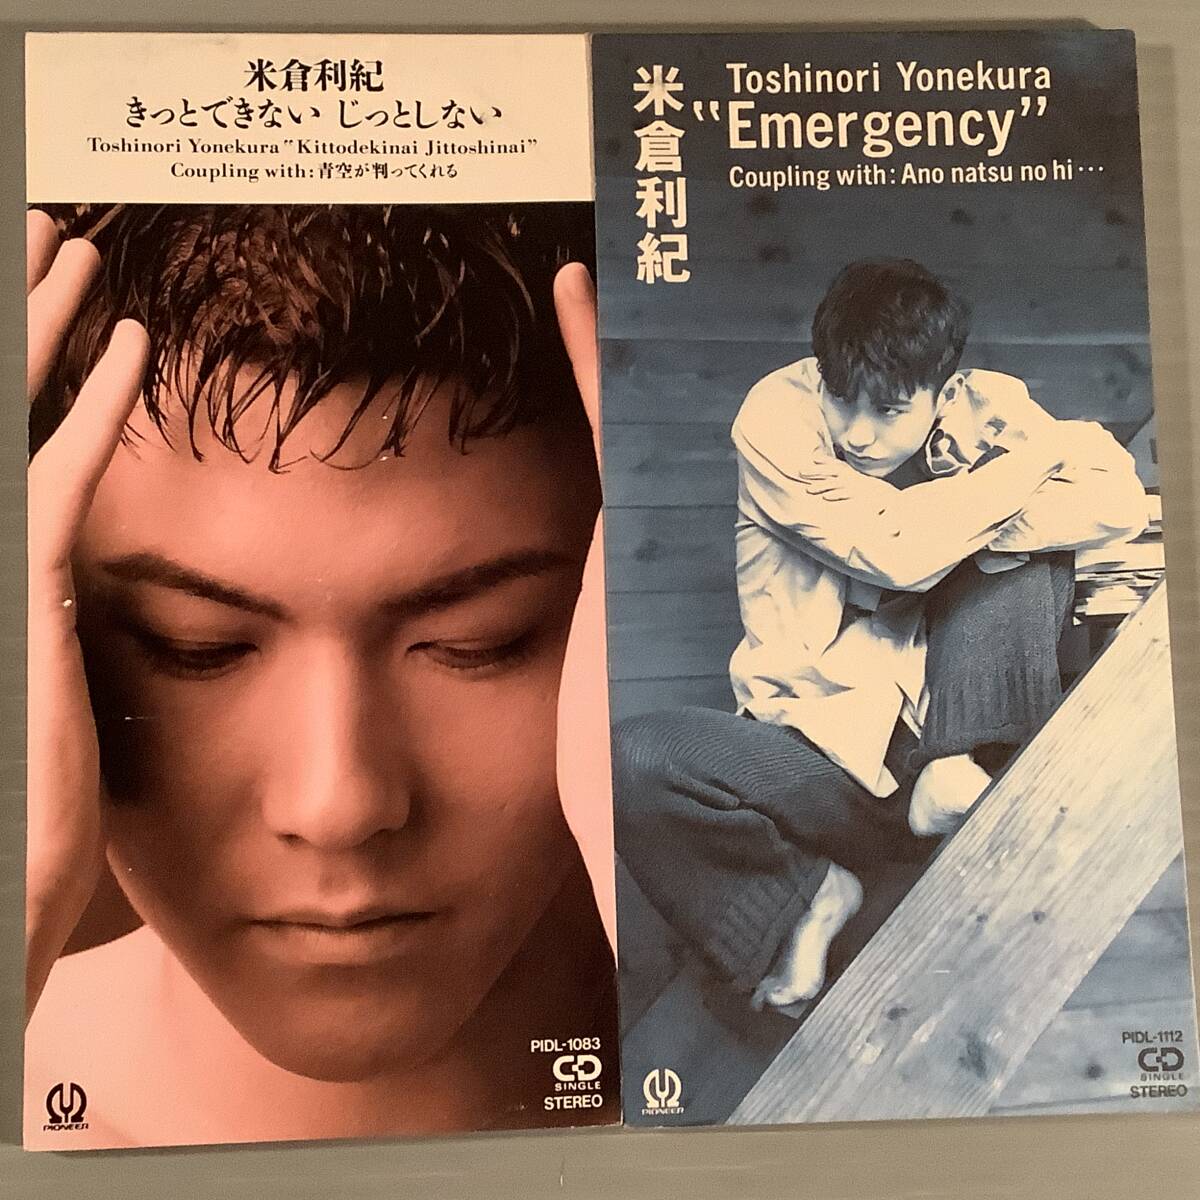 米倉利紀
きっとできない じっとしない
Toshinori Yonekura "Kittodekinai Jittoshinai"
Coupling with: 青空が判ってくれる
PIDL-1083
CD
SINGLE
STEREO
PIONEER
米倉利紀
Toshinori Yonekura
"Emergency"
Coupling with: Ano natsu no hi…
PIDL-1112
CD
SINGLE
STEREO
PIONEER